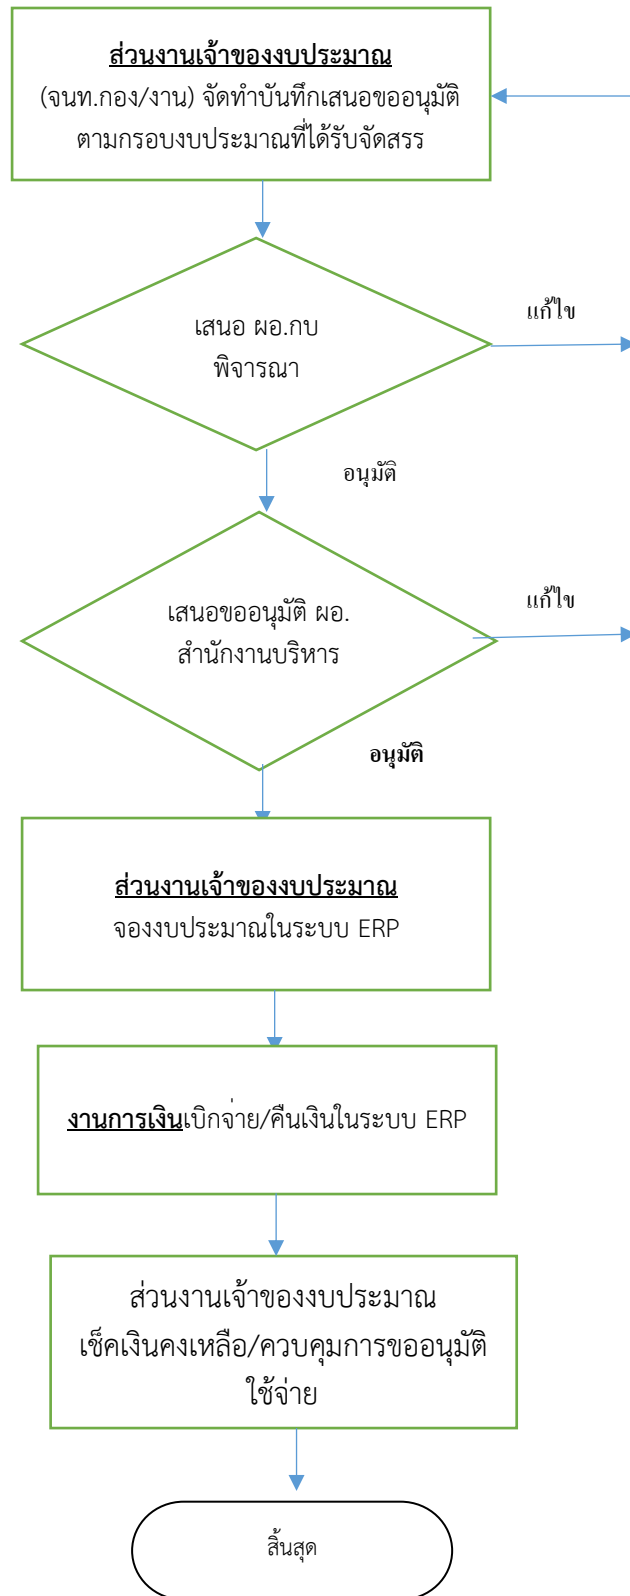 ส่วนงานเจ้าของงบประมาณ
(จนท.กอง/งาน) จัดทำบันทึกเสนอขออนุมัติ
ตามกรอบงบประมาณที่ได้รับจัดสรร
เสนอ ผอ.กบ
พิจารณา
แก้ไข
อนุมัติ
เสนอขออนุมัติ ผอ.
สำนักงานบริหาร
แก้ไข
อนุมัติ
ส่วนงานเจ้าของงบประมาณ
จองงบประมาณในระบบ ERP
งานการเงินเบิกจ่าย/คืนเงินในระบบ ERP
ส่วนงานเจ้าของงบประมาณ
เช็คเงินคงเหลือ/ควบคุมการขออนุมัติ
ใช้จ่าย
สิ้นสุด